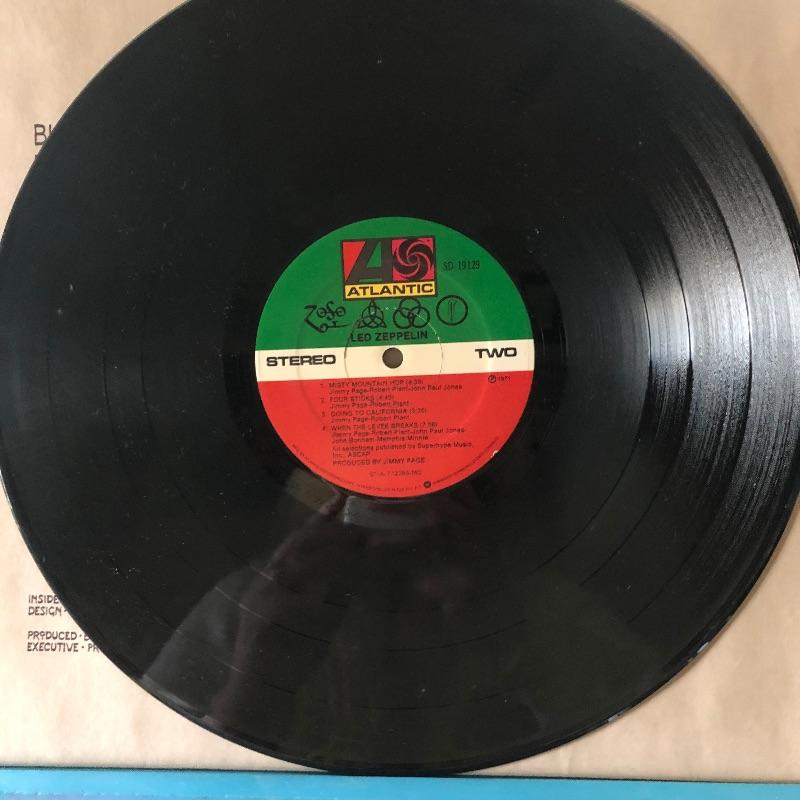 SD 19129
ATLANTIC
LED ZEPPELIN
STEREO TWO
℗ 1971
1. MISTY MOUNTAIN HOP (4:39)
Jimmy Page-Robert Plant-John Paul Jones
2. FOUR STICKS (4:49)
Jimmy Page-Robert Plant
3. GOING TO CALIFORNIA (3:36)
Jimmy Page-Robert Plant
4. WHEN THE LEVEE BREAKS (7:08)
Jimmy Page-Robert Plant-John Paul Jones-
John Bonham-Memphis Minnie
All selections published by Superhype Music,
Inc., ASCAP
PRODUCED BY JIMMY PAGE
INSIDE
DESIGN
PRODUCED · B
EXECUTIVE · PR